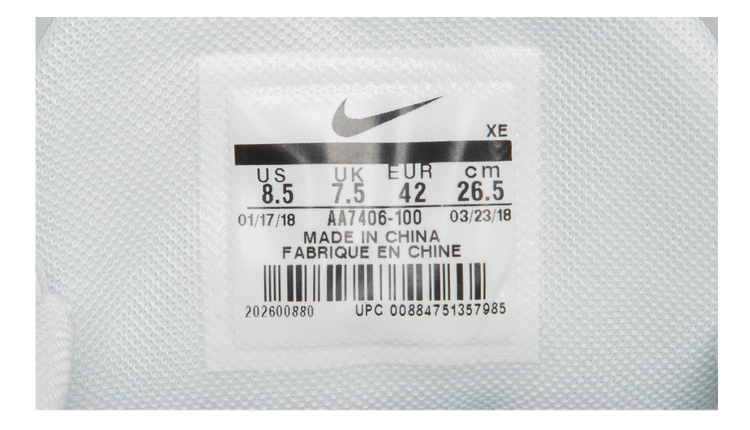 XE
US UK EUR cm
8.5 7.5 42 26.5
01/17/18 AA7406-100 03/23/18
MADE IN CHINA
FABRIQUE EN CHINE
202600880 UPC 00884751357985